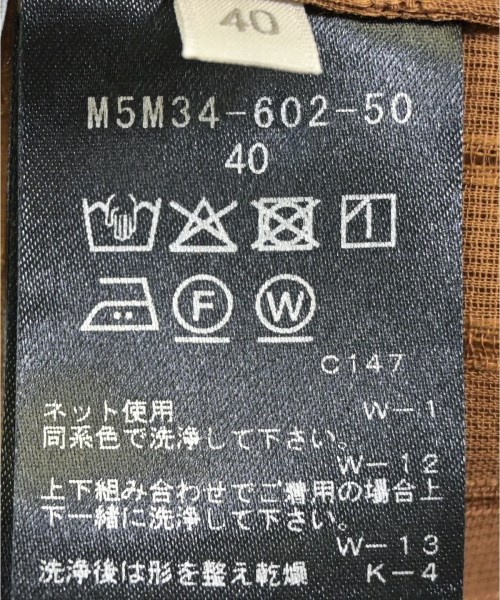 40
M5M34-602-50
40
F W
C147
ネット使用 W-1
同系色で洗浄して下さい。
W-12
上下組み合わせでご着用の場合上
下一緒に洗浄して下さい。
W-13
洗浄後は形を整え乾燥 K-4